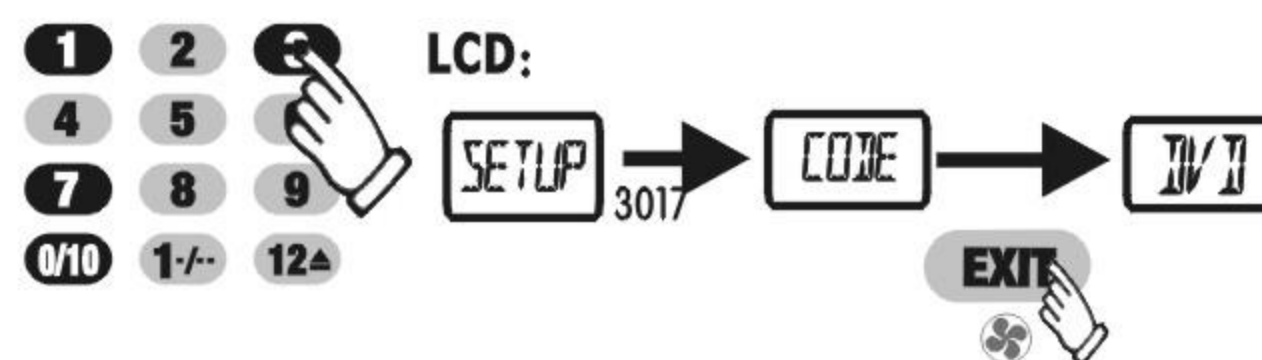 1 2 3 LCD:
4 5
SETUP CODE DVD
7 8 9 3017
0/10 1-/-- 12▲ EXIT